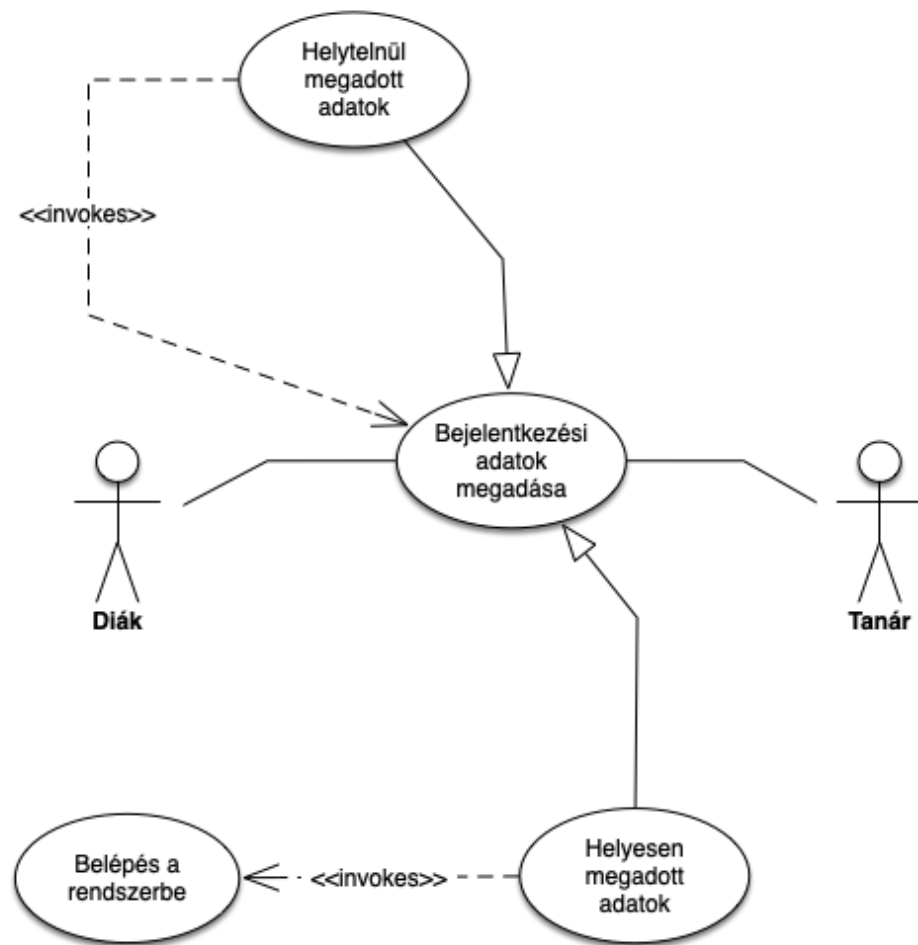 Helytelnül
megadott
adatok
<<invokes>>
Bejelentkezési
adatok
megadása
Diák
Tanár
Belépés a
rendszerbe
<<invokes>>
Helyesen
megadott
adatok